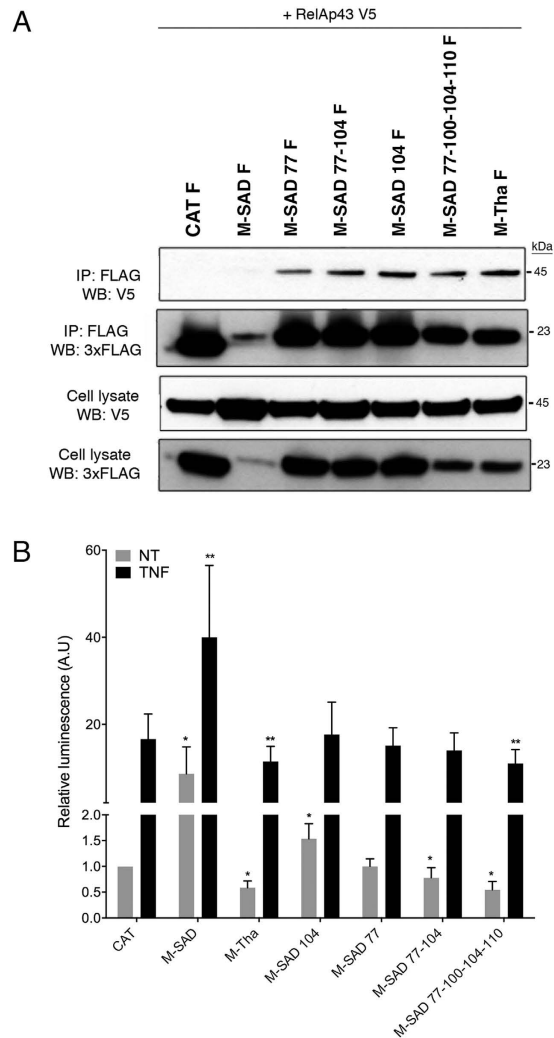 A
+ RelAp43 V5
CAT F
M-SAD F
M-SAD 77 F
M-SAD 77-104 F
M-SAD 104 F
M-SAD 77-100-104-110 F
M-Tha F
kDa
IP: FLAG
WB: V5
45
IP: FLAG
WB: 3xFLAG
23
Cell lysate
WB: V5
45
Cell lysate
WB: 3xFLAG
23
B
Relative luminescence (A.U)
60
40
20
2.0
1.5
1.0
0.5
0.0
NT
TNF
*
**
*
**
*
*
*
**
CAT
M-SAD
M-Tha
M-SAD 104
M-SAD 77
M-SAD 77-104
M-SAD 77-100-104-110